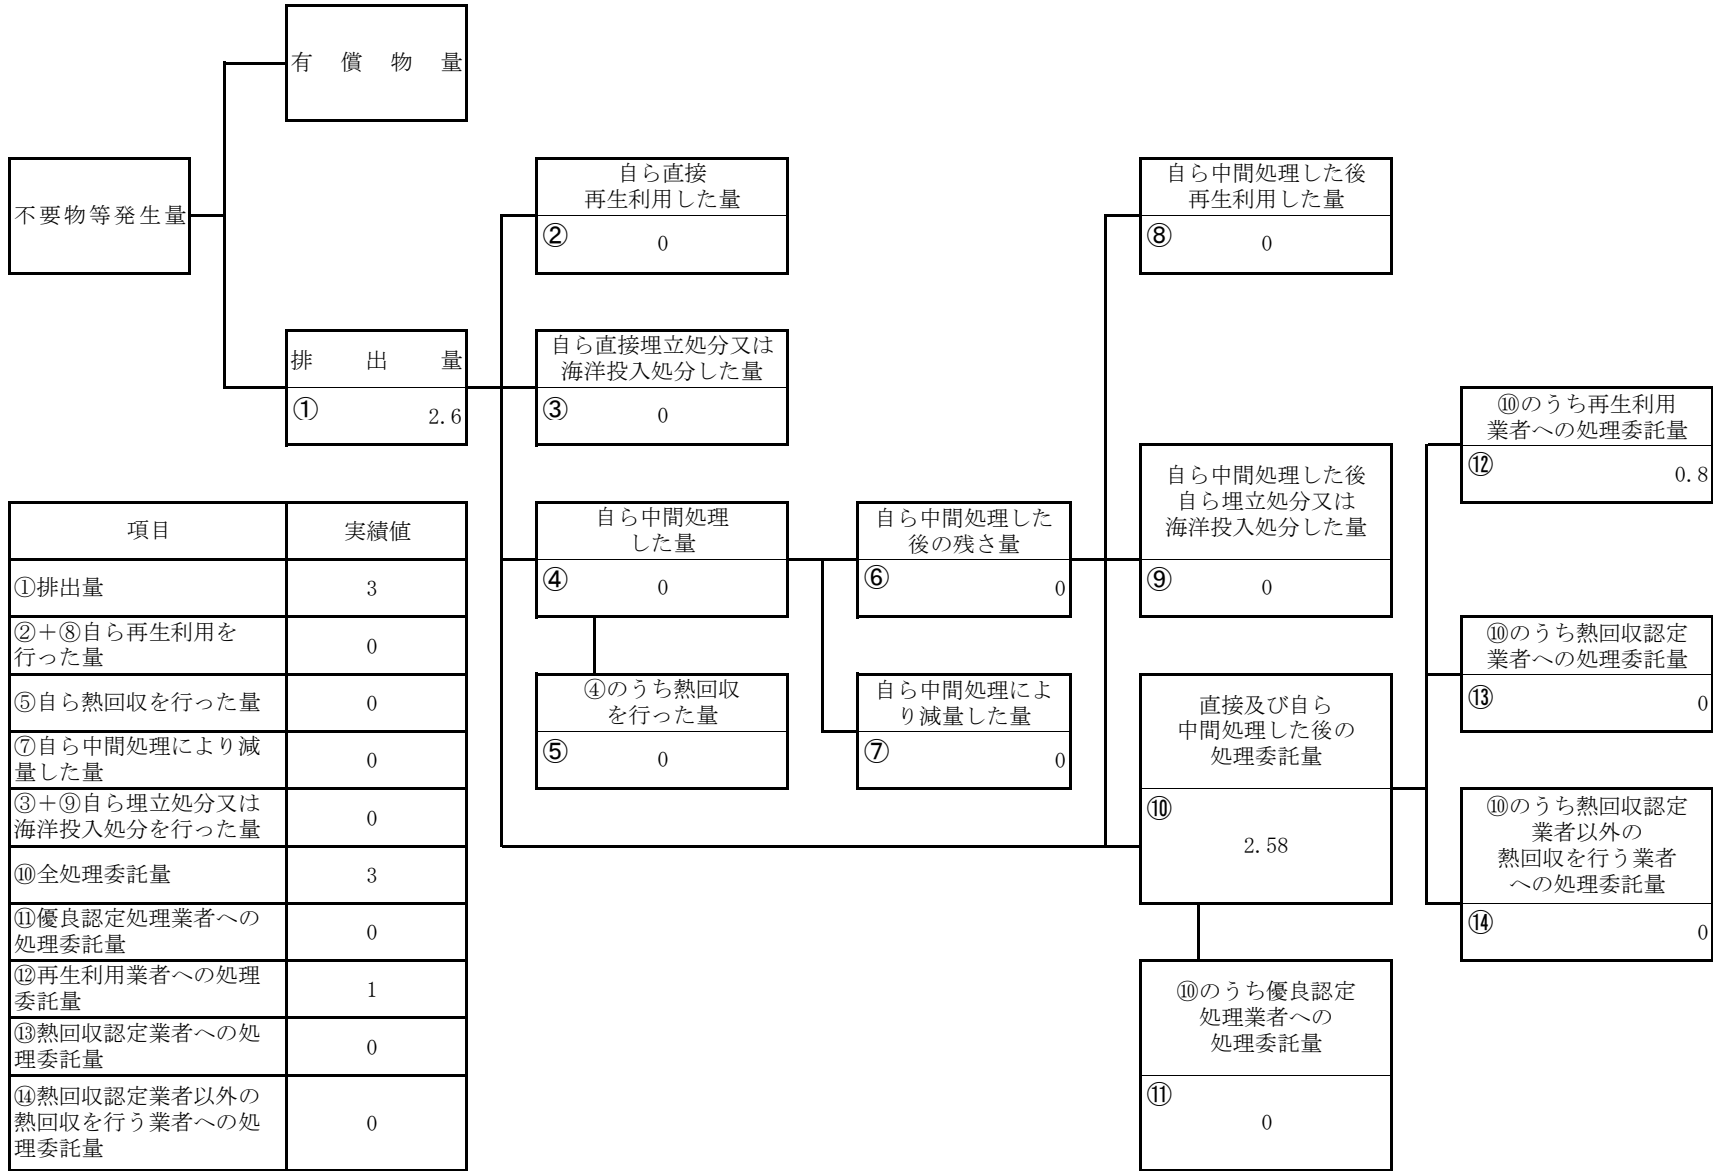 有償物量
不要物等発生量
排出量
①
2.6
自ら直接
再生利用した量
②
0
自ら直接埋立処分又は
海洋投入処分した量
③
0
自ら中間処理
した量
④
0
④のうち熱回収
を行った量
⑤
0
自ら中間処理した
後の残さ量
⑥
0
自ら中間処理によ
り減量した量
⑦
0
自ら中間処理した後
再生利用した量
⑧
0
自ら中間処理した後
自ら埋立処分又は
海洋投入処分した量
⑨
0
直接及び自ら
中間処理した後の
処理委託量
⑩
2.58
⑩のうち優良認定
処理業者への
処理委託量
⑪
0
⑩のうち再生利用
業者への処理委託量
⑫
0.8
⑩のうち熱回収認定
業者への処理委託量
⑬
0
⑩のうち熱回収認定
業者以外の
熱回収を行う業者
への処理委託量
⑭
0
項目
実績値
①排出量
3
②＋⑧自ら再生利用を
行った量
0
⑤自ら熱回収を行った量
0
⑦自ら中間処理により減
量した量
0
③＋⑨自ら埋立処分又は
海洋投入処分を行った量
0
⑩全処理委託量
3
⑪優良認定処理業者への
処理委託量
0
⑫再生利用業者への処理
委託量
1
⑬熱回収認定業者への処
理委託量
0
⑭熱回収認定業者以外の
熱回収を行う業者への処
理委託量
0